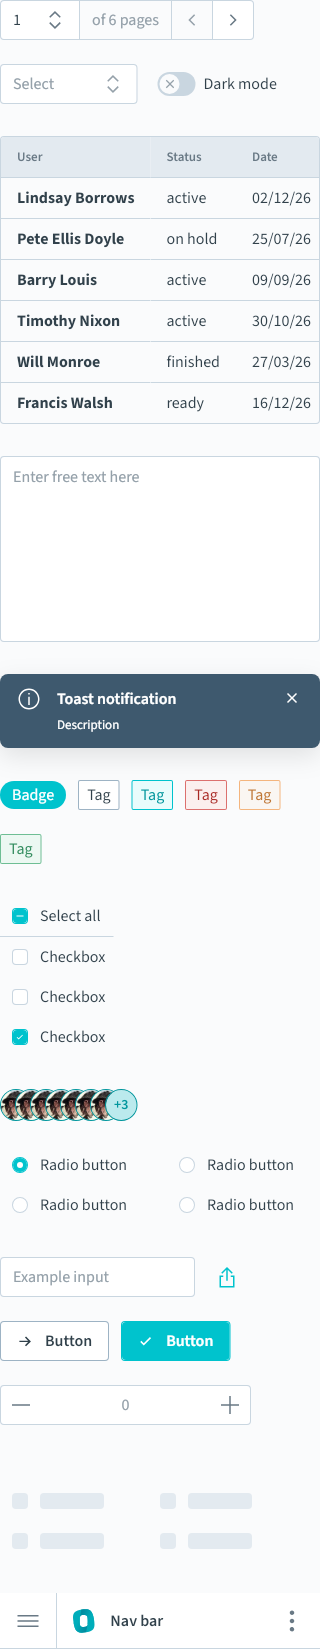 1 of 6 pages
Select Dark mode
User Status Date
Lindsay Borrows active 02/12/26
Pete Ellis Doyle on hold 25/07/26
Barry Louis active 09/09/26
Timothy Nixon active 30/10/26
Will Monroe finished 27/03/26
Francis Walsh ready 16/12/26
Enter free text here
Toast notification
Description
Badge Tag Tag Tag Tag
Tag
Select all
Checkbox
Checkbox
Checkbox
+3
Radio button Radio button
Radio button Radio button
Example input
Button Button
0
Nav bar